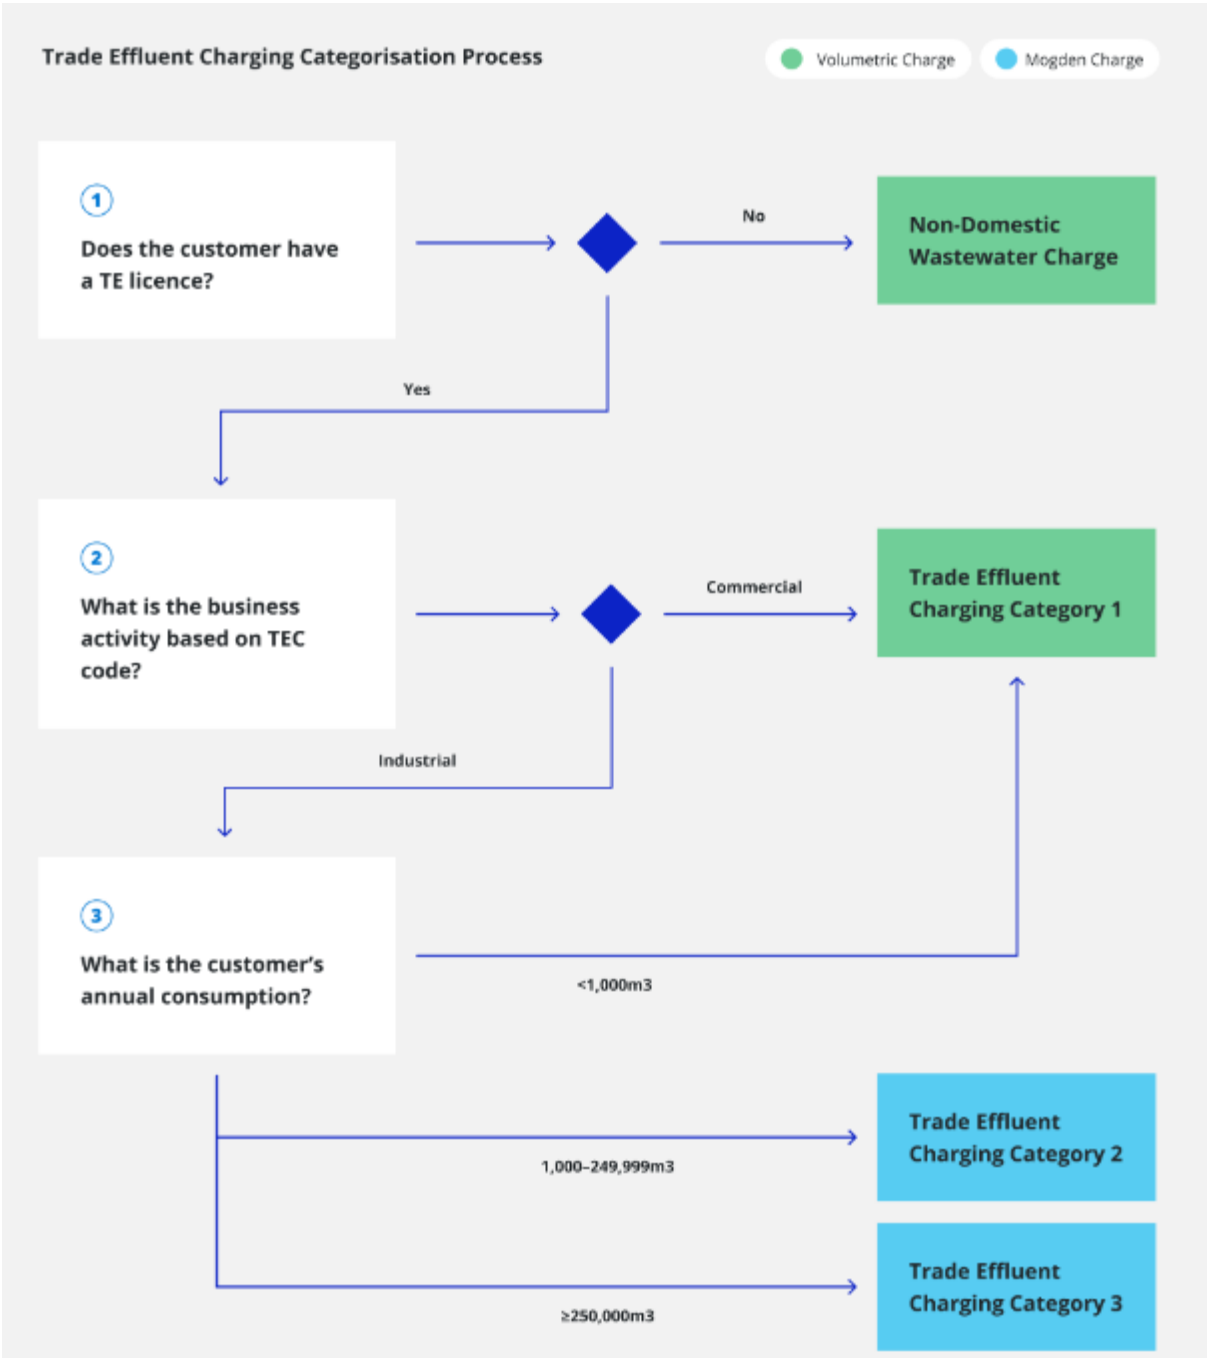 Trade Effluent Charging Categorisation Process
Volumetric Charge
Mogden Charge
1
Does the customer have
a TE licence?
No
Non-Domestic
Wastewater Charge
Yes
2
What is the business
activity based on TEC
code?
Commercial
Trade Effluent
Charging Category 1
Industrial
3
What is the customer’s
annual consumption?
<1,000m3
1,000–249,999m3
Trade Effluent
Charging Category 2
≥250,000m3
Trade Effluent
Charging Category 3